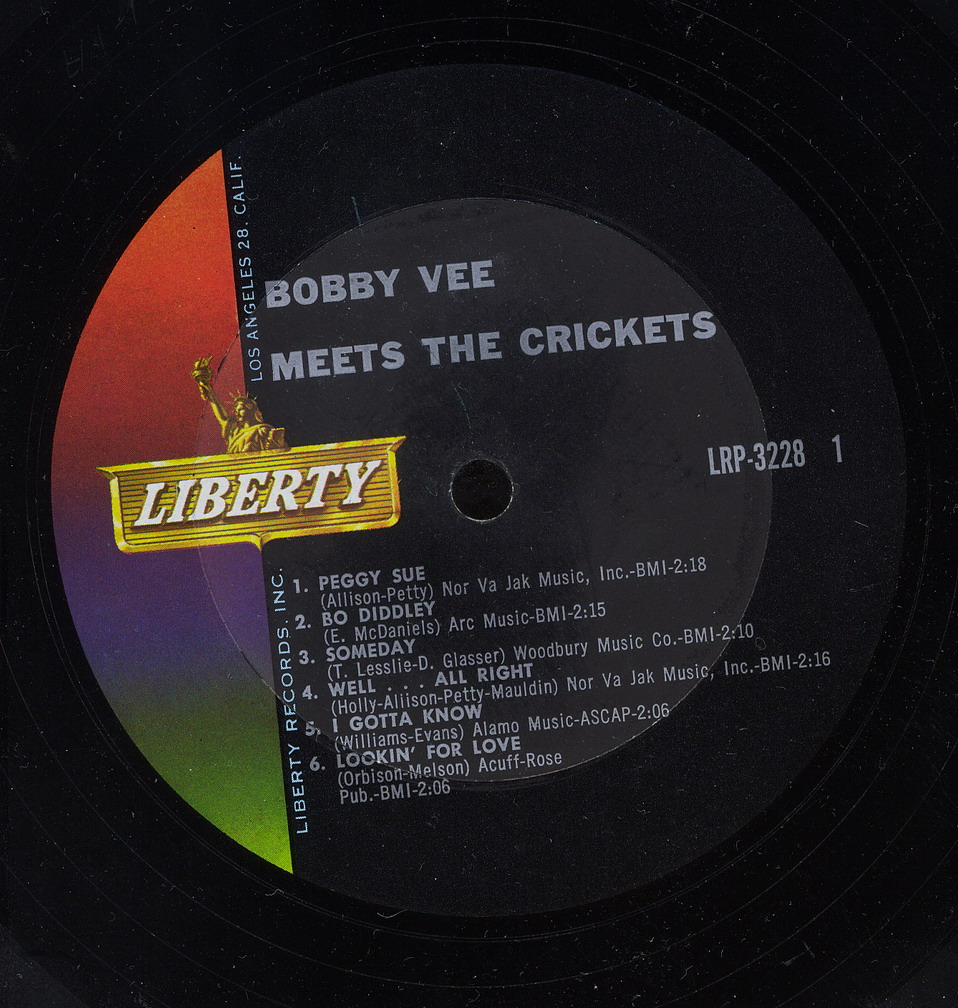 BOBBY VEE
MEETS THE CRICKETS
LRP-3228 1
LIBERTY
LOS ANGELES 28, CALIF.
LIBERTY RECORDS, INC.
1. PEGGY SUE
(Allison-Petty) Nor Va Jak Music, Inc.-BMI-2:18
2. BO DIDDLEY
(E. McDaniels) Arc Music-BMI-2:15
3. SOMEDAY
(T. Lesslie-D. Glasser) Woodbury Music Co.-BMI-2:10
4. WELL . . . ALL RIGHT
(Holly-Allison-Petty-Mauldin) Nor Va Jak Music, Inc.-BMI-2:16
5. I GOTTA KNOW
(Williams-Evans) Alamo Music-ASCAP-2:06
6. LOOKIN' FOR LOVE
(Orbison-Melson) Acuff-Rose
Pub.-BMI-2:06